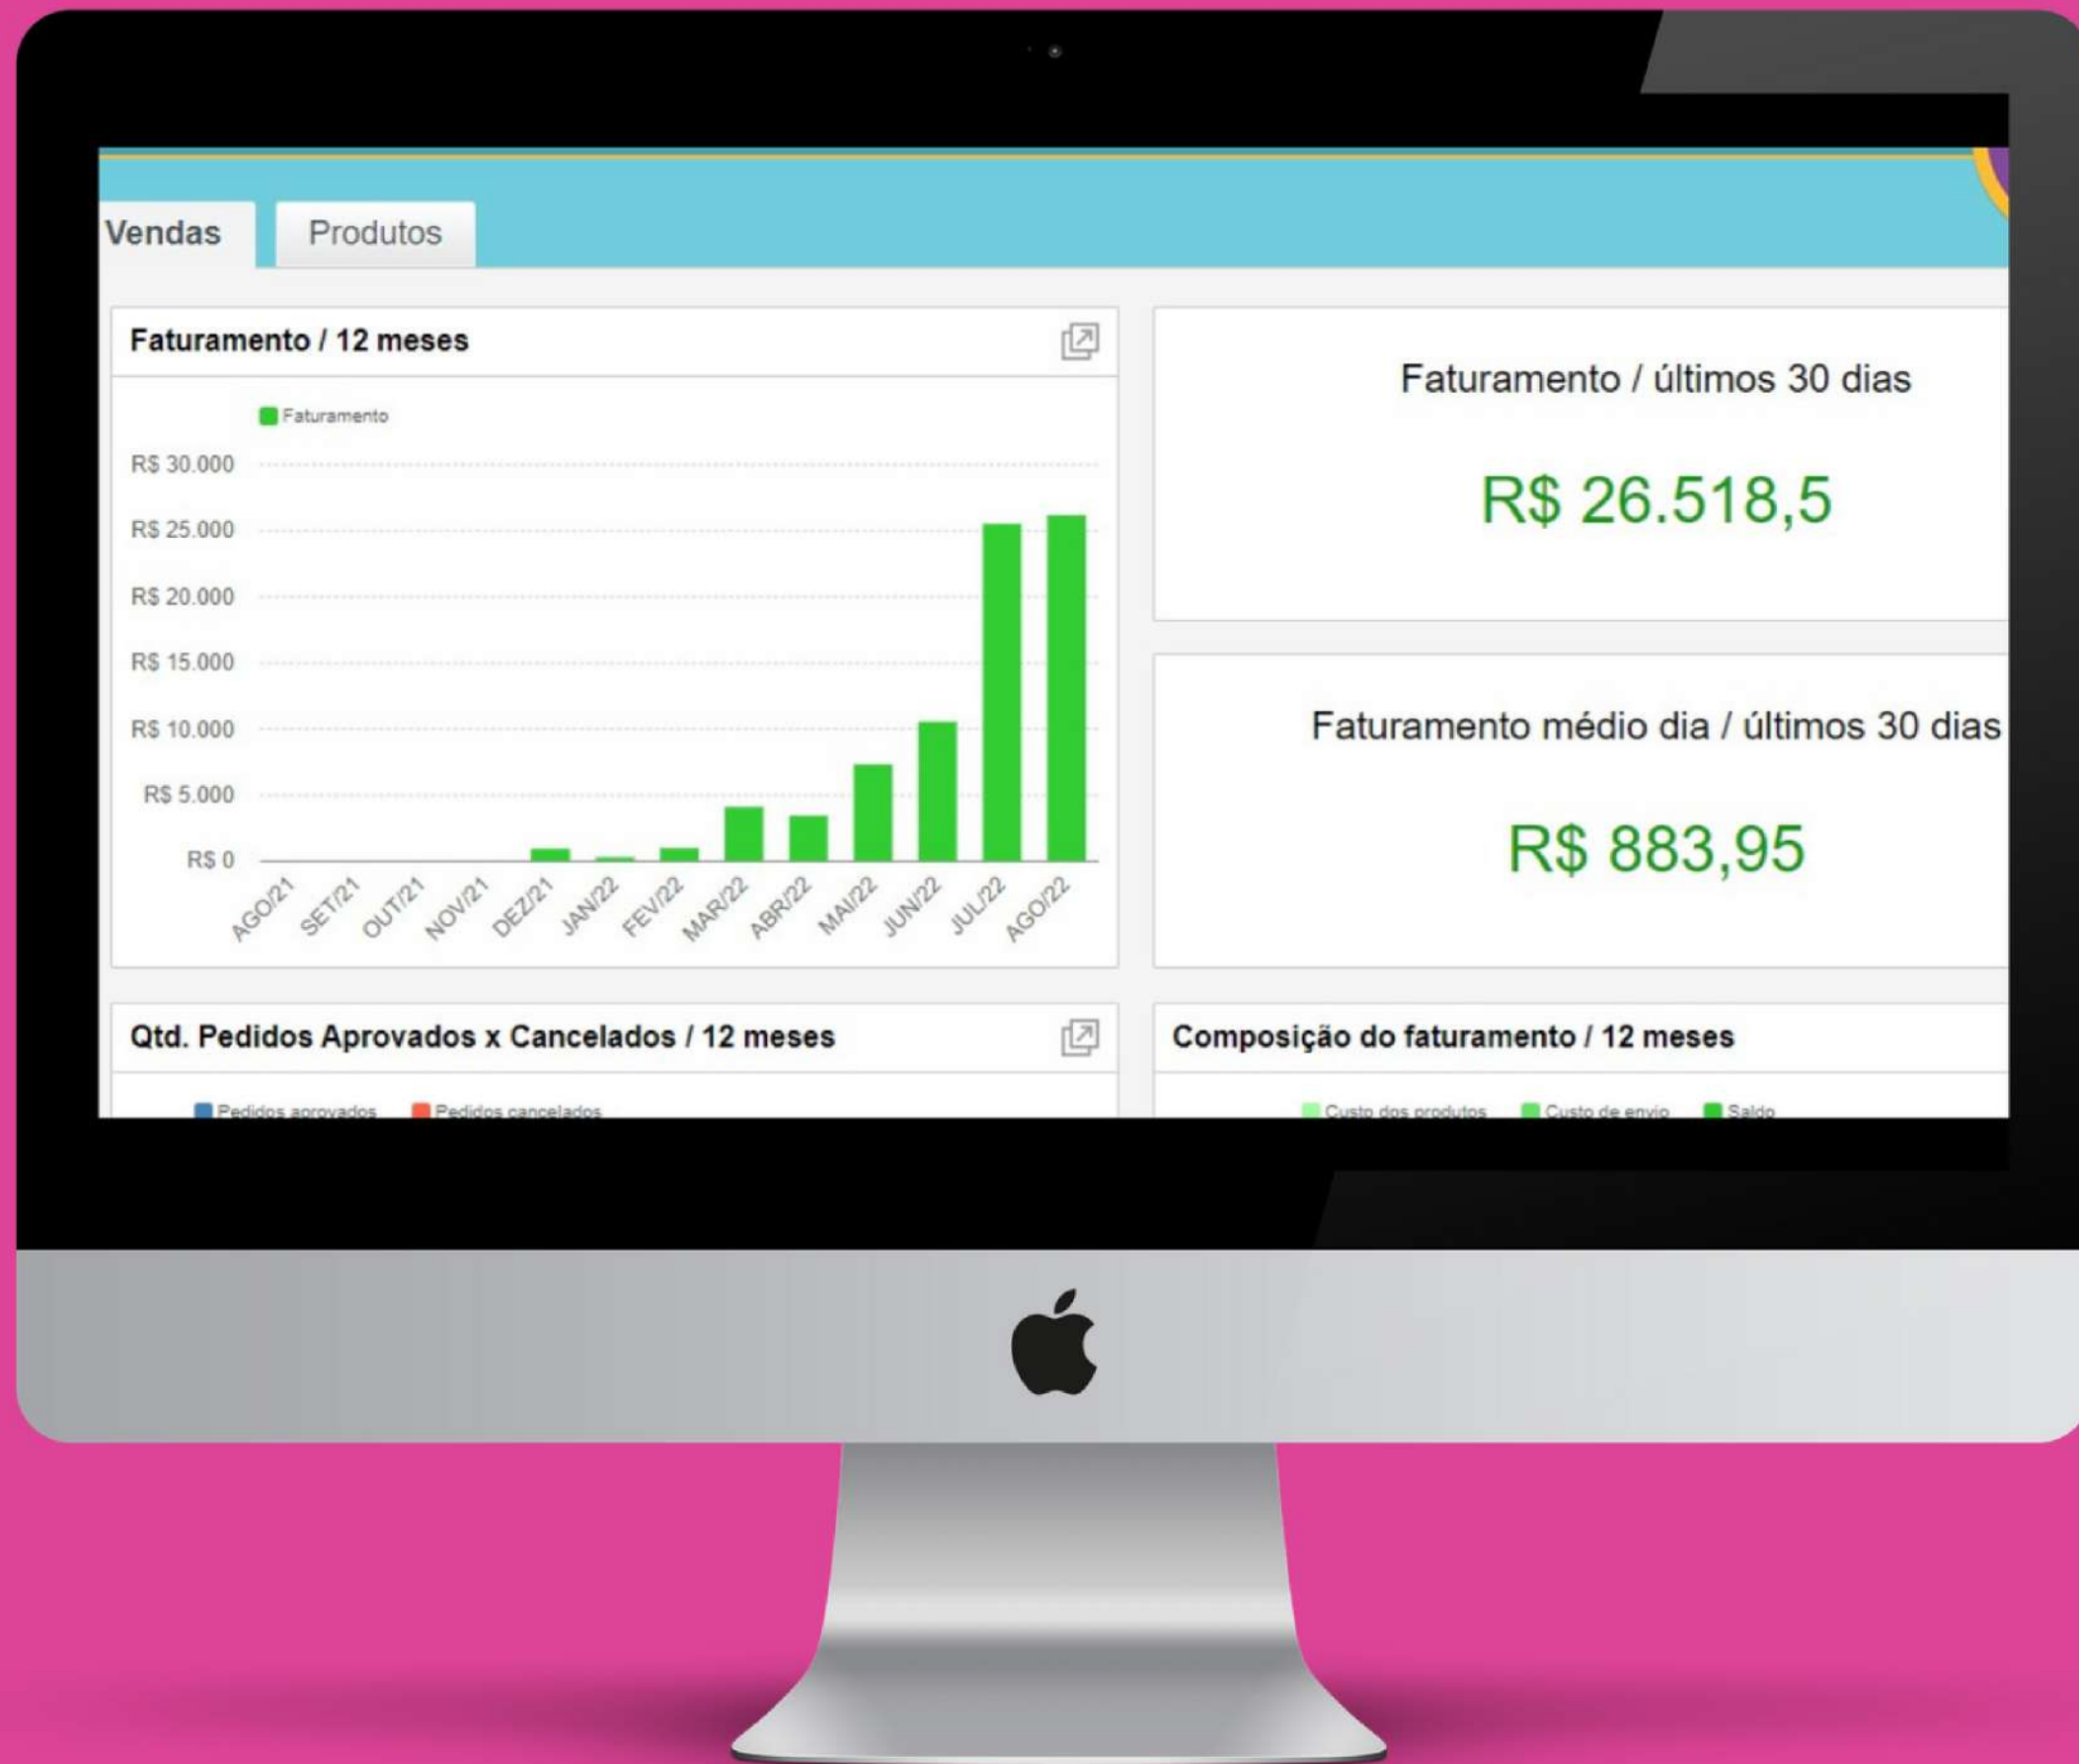 Vendas
Produtos
Faturamento / 12 meses
Faturamento
R$ 30.000
R$ 25.000
R$ 20.000
R$ 15.000
R$ 10.000
R$ 5.000
R$ 0
AGO/21
SET/21
OUT/21
NOV/21
DEZ/21
JAN/22
FEV/22
MAR/22
ABR/22
MAI/22
JUN/22
JUL/22
AGO/22
Faturamento / últimos 30 dias
R$ 26.518,5
Faturamento médio dia / últimos 30 dias
R$ 883,95
Qtd. Pedidos Aprovados x Cancelados / 12 meses
Pedidos aprovados
Pedidos cancelados
Composição do faturamento / 12 meses
Custo dos produtos
Custo de envio
Saldo